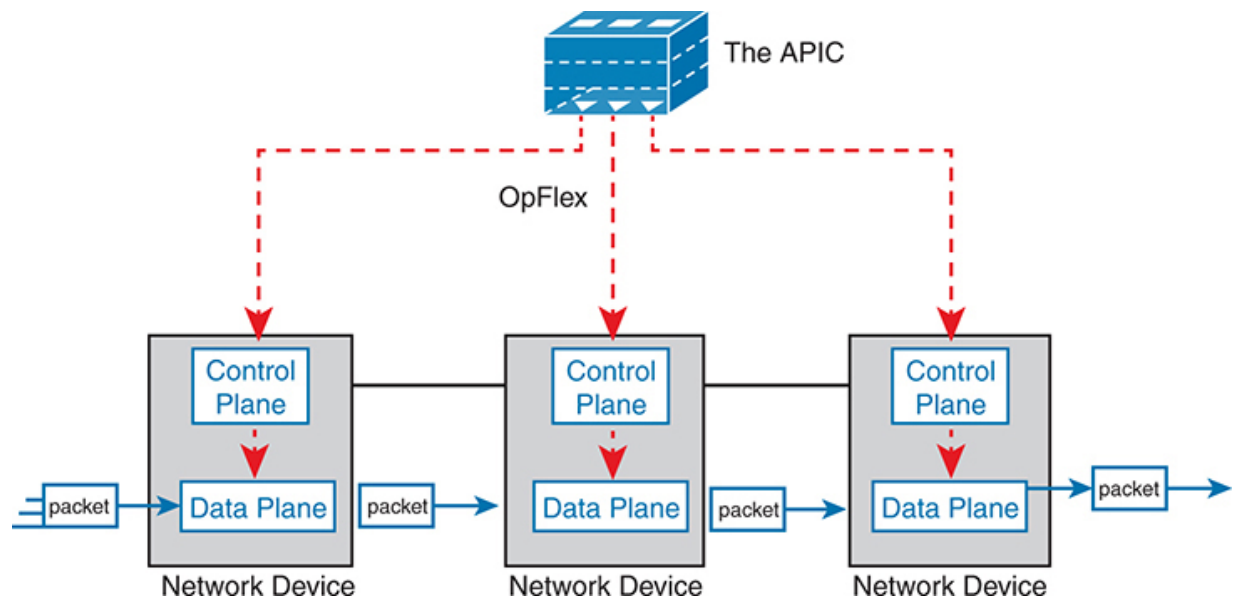 The APIC
OpFlex
Control
Plane
Control
Plane
Control
Plane
packet
Data Plane
packet
Data Plane
packet
Data Plane
packet
Network Device
Network Device
Network Device